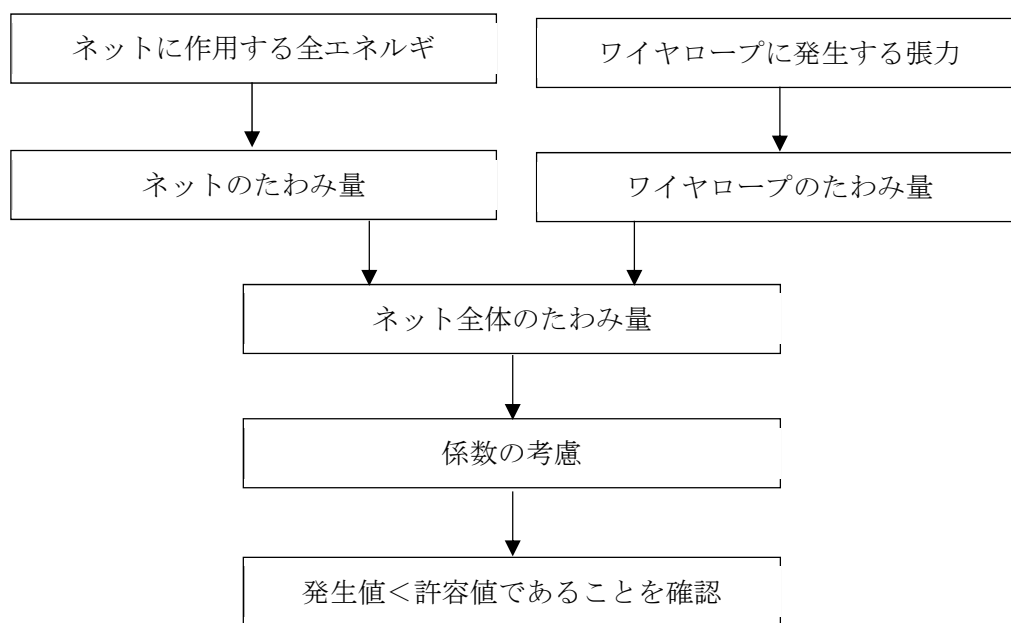 ネットに作用する全エネルギ
ワイヤロープに発生する張力
ネットのたわみ量
ワイヤロープのたわみ量
ネット全体のたわみ量
係数の考慮
発生値＜許容値であることを確認